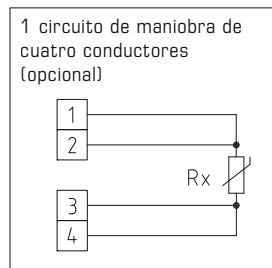 1 circuito de maniobra de
cuatro conductores
(opcional)
1
2
Rx
3
4